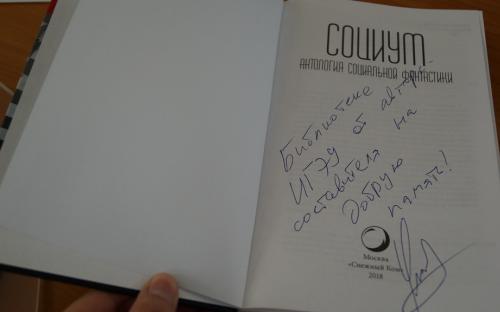 СОЦИУМ
АНТОЛОГИЯ СОЦИАЛЬНОЙ ФАНТАСТИКИ
Библиотеке
ИГЭУ от автора-
составителя на
добрую
память!
Москва
«Снежный Ком
2018